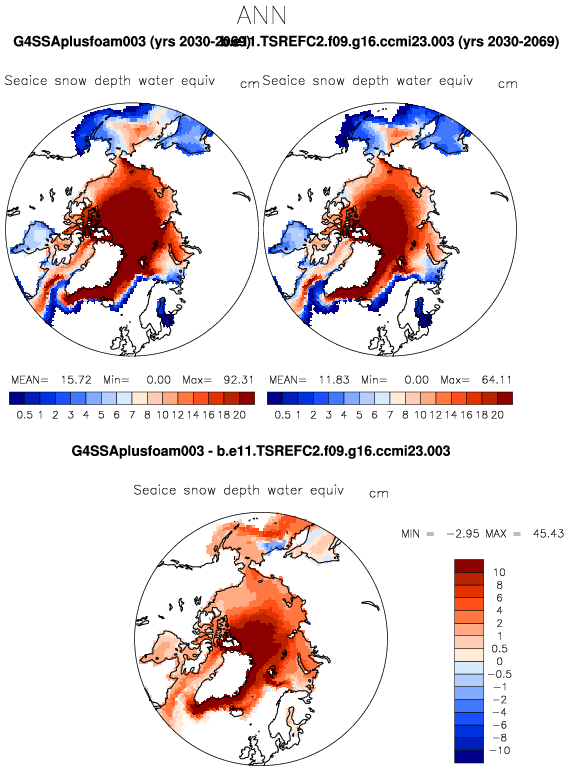 ANN
G4SSAplusfoam003 (yrs 2030-2069) b.e11.TSREFC2.f09.g16.ccmi23.003 (yrs 2030-2069)
Seaice snow depth water equiv cm Seaice snow depth water equiv cm
MEAN= 15.72 Min= 0.00 Max= 92.31 MEAN= 11.83 Min= 0.00 Max= 64.11
0.5 1 2 3 4 5 6 7 8 10 12 14 16 18 20 0.5 1 2 3 4 5 6 7 8 10 12 14 16 18 20
G4SSAplusfoam003 - b.e11.TSREFC2.f09.g16.ccmi23.003
Seaice snow depth water equiv cm
MIN = -2.95 MAX = 45.43
10
8
6
4
2
1
0.5
0
-0.5
-1
-2
-4
-6
-8
-10